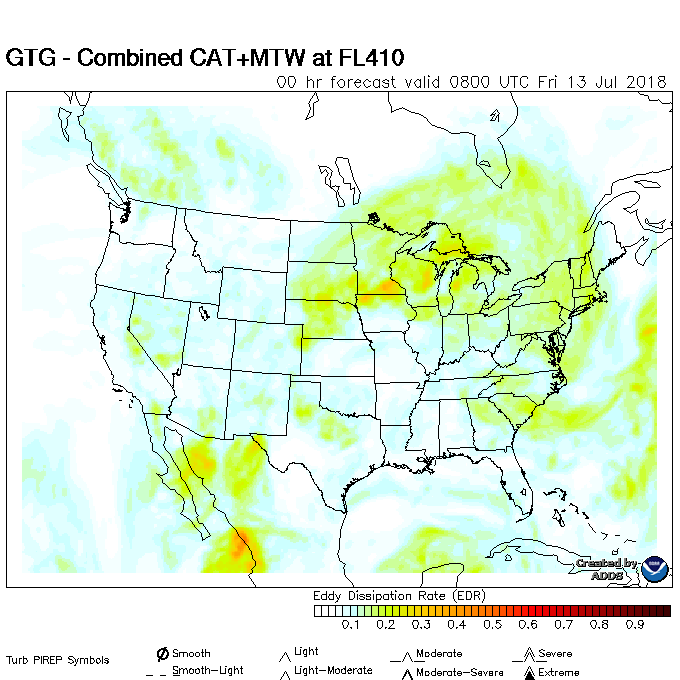 GTG - Combined CAT+MTW at FL410
00 hr forecast valid 0800 UTC Fri 13 Jul 2018
Created by
ADDS
Eddy Dissipation Rate (EDR)
0.1 0.2 0.3 0.4 0.5 0.6 0.7 0.8 0.9
Turb PIREP Symbols
Smooth
Light
Moderate
Severe
Smooth-Light
Light-Moderate
Moderate-Severe
Extreme